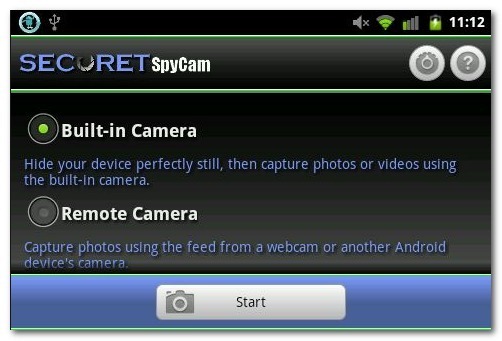 11:12
SECURET SpyCam
?
Built-in Camera
Hide your device perfectly still, then capture photos or videos using
the built-in camera.
Remote Camera
Capture photos using the feed from a webcam or another Android
device's camera.
Start